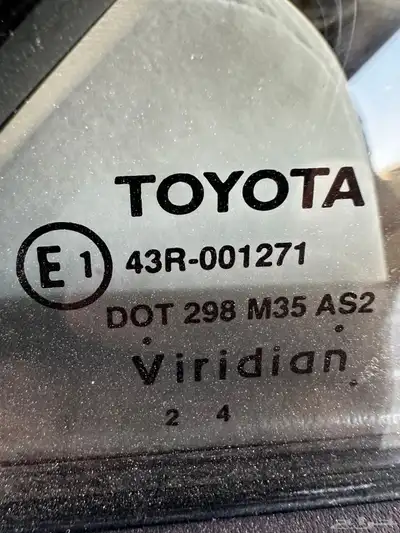 TOYOTA
E1 43R-001271
DOT 298 M35 AS2
Viridian
2 4